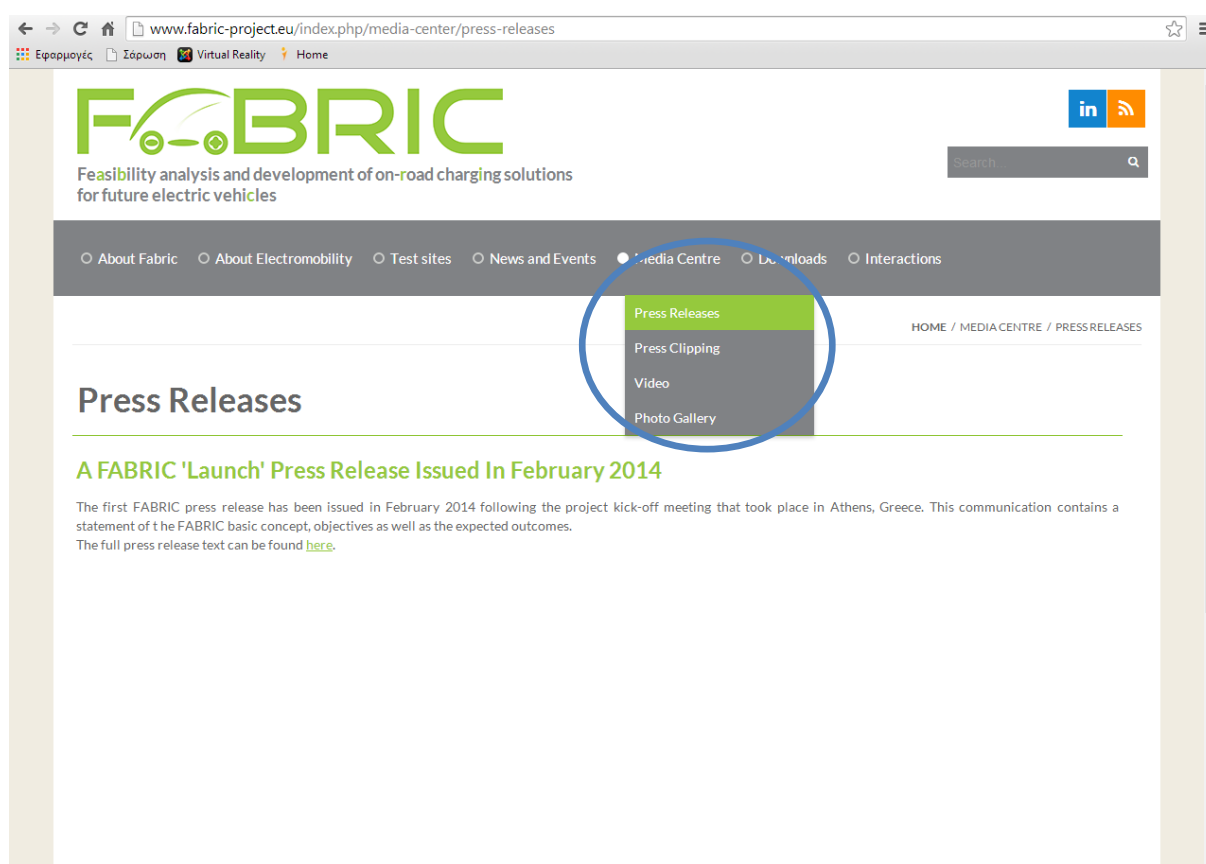 www.fabric-project.eu/index.php/media-center/press-releases
Εφαρμογές Σάρωση Virtual Reality Home
FABRIC
in
Feasibility analysis and development of on-road charging solutions
for future electric vehicles
Search
About Fabric About Electromobility Test sites News and Events Media Centre Downloads Interactions
Press Releases
Press Clipping
Video
Photo Gallery
HOME / MEDIA CENTRE / PRESS RELEASES
Press Releases
A FABRIC 'Launch' Press Release Issued In February 2014
The first FABRIC press release has been issued in February 2014 following the project kick-off meeting that took place in Athens, Greece. This communication contains a
statement of t he FABRIC basic concept, objectives as well as the expected outcomes.
The full press release text can be found here.